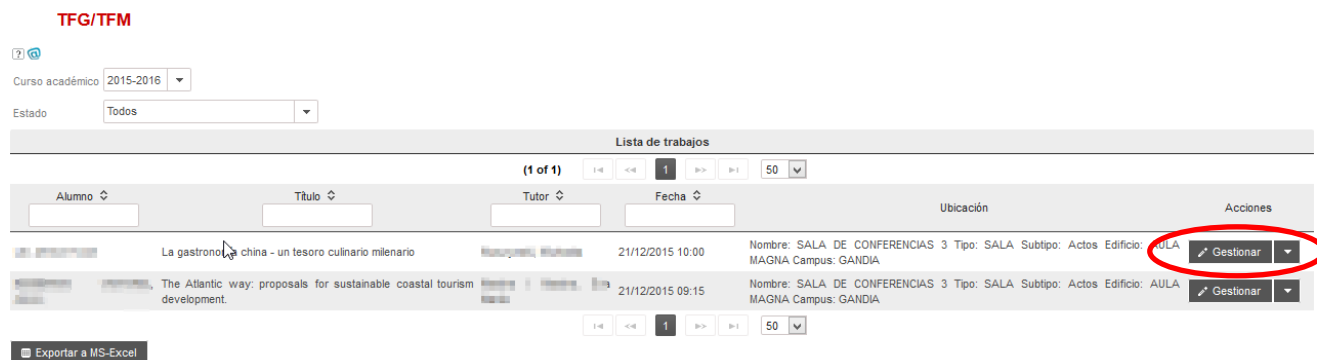 TFG/TFM
?
Curso académico 2015-2016
Estado Todos
Lista de trabajos
(1 of 1) 1 50
Alumno Título Tutor Fecha Ubicación Acciones
La gastronomía china - un tesoro culinario milenario 21/12/2015 10:00 Nombre: SALA DE CONFERENCIAS 3 Tipo: SALA Subtipo: Actos Edificio: AULA
MAGNA Campus: GANDIA Gestionar
The Atlantic way: proposals for sustainable coastal tourism
development. 21/12/2015 09:15 Nombre: SALA DE CONFERENCIAS 3 Tipo: SALA Subtipo: Actos Edificio: AULA
MAGNA Campus: GANDIA Gestionar
1 50
Exportar a MS-Excel